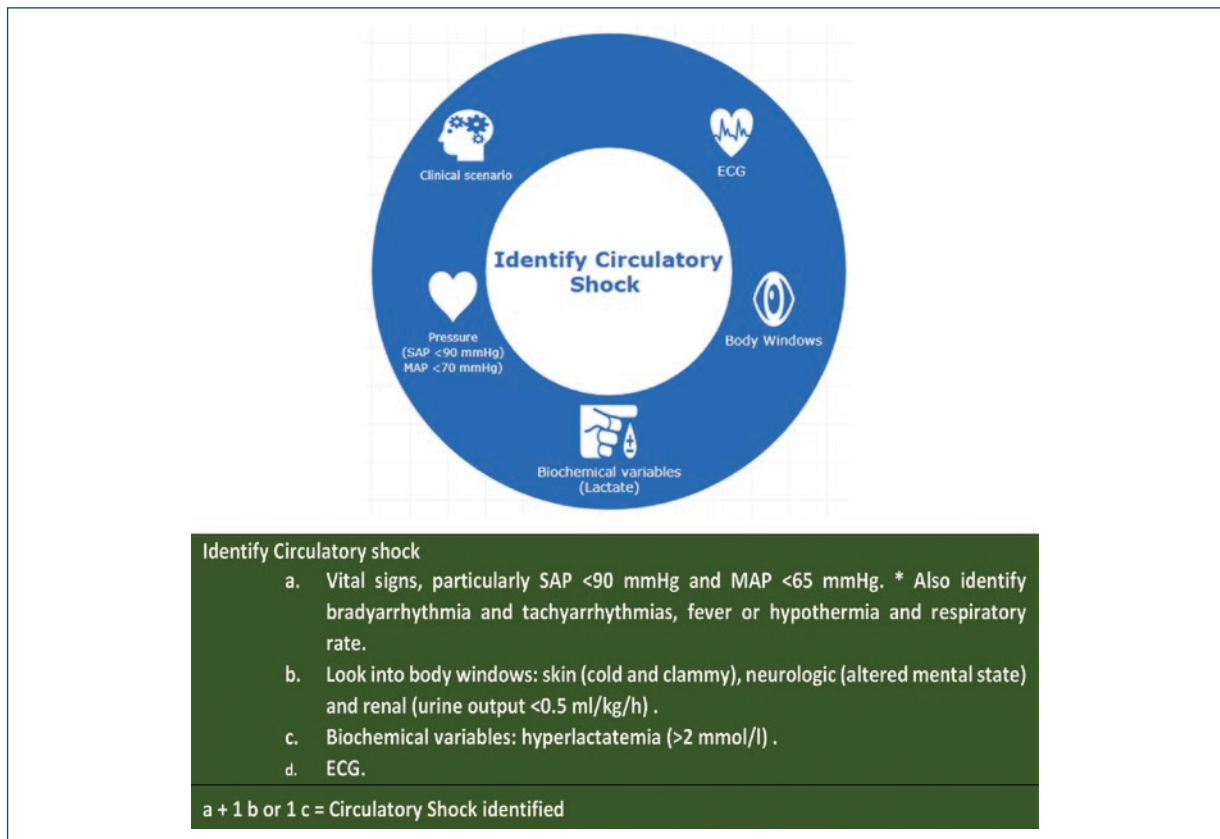 Clinical scenario
ECG
Identify Circulatory
Shock
Pressure
(SAP <90 mmHg)
MAP <70 mmHg)
Body Windows
Biochemical variables
(Lactate)
Identify Circulatory shock
a. Vital signs, particularly SAP <90 mmHg and MAP <65 mmHg. * Also identify
bradyarrhythmia and tachyarrhythmias, fever or hypothermia and respiratory
rate.
b. Look into body windows: skin (cold and clammy), neurologic (altered mental state)
and renal (urine output <0.5 ml/kg/h) .
c. Biochemical variables: hyperlactatemia (>2 mmol/l) .
d. ECG.
a + 1 b or 1 c = Circulatory Shock identified